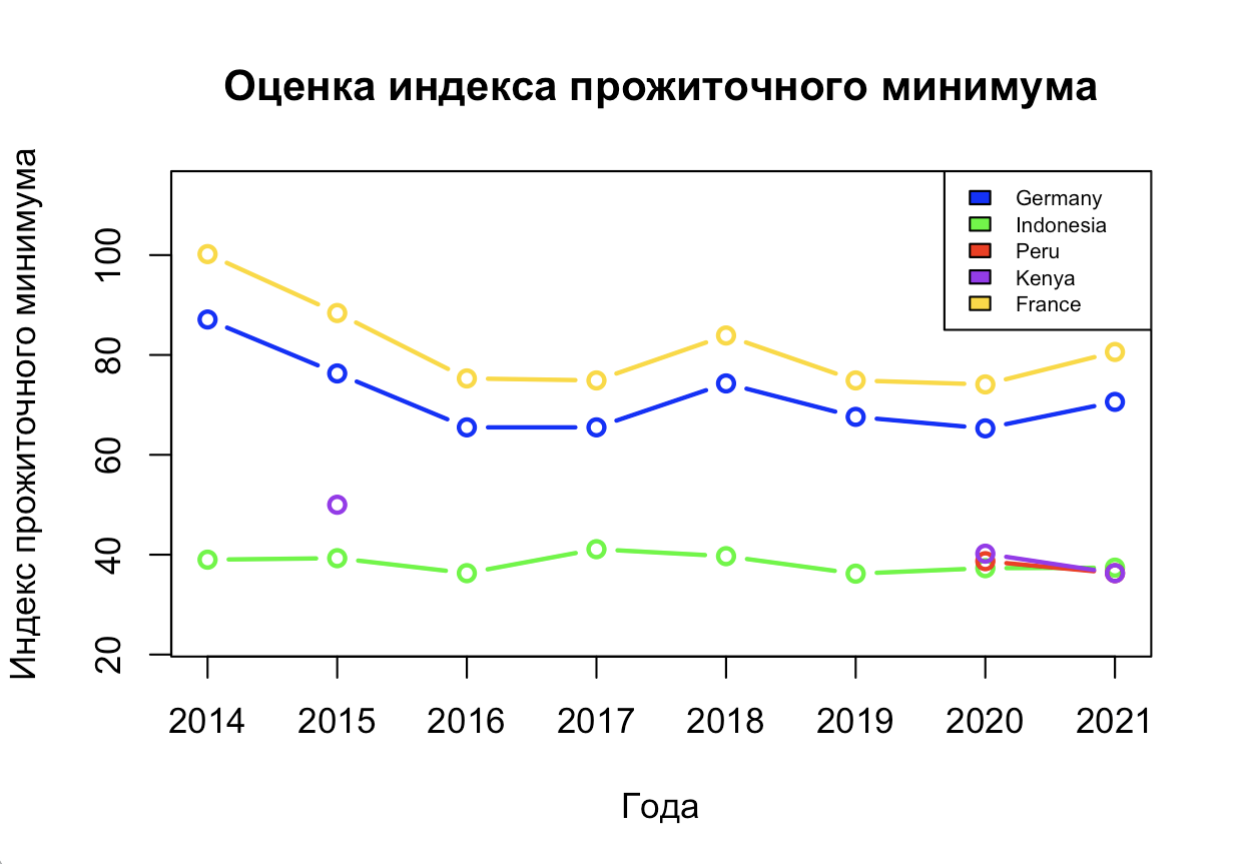 Оценка индекса прожиточного минимума
Индекс прожиточного минимума
100
80
60
40
20
Germany
Indonesia
Peru
Kenya
France
2014 2015 2016 2017 2018 2019 2020 2021
Года